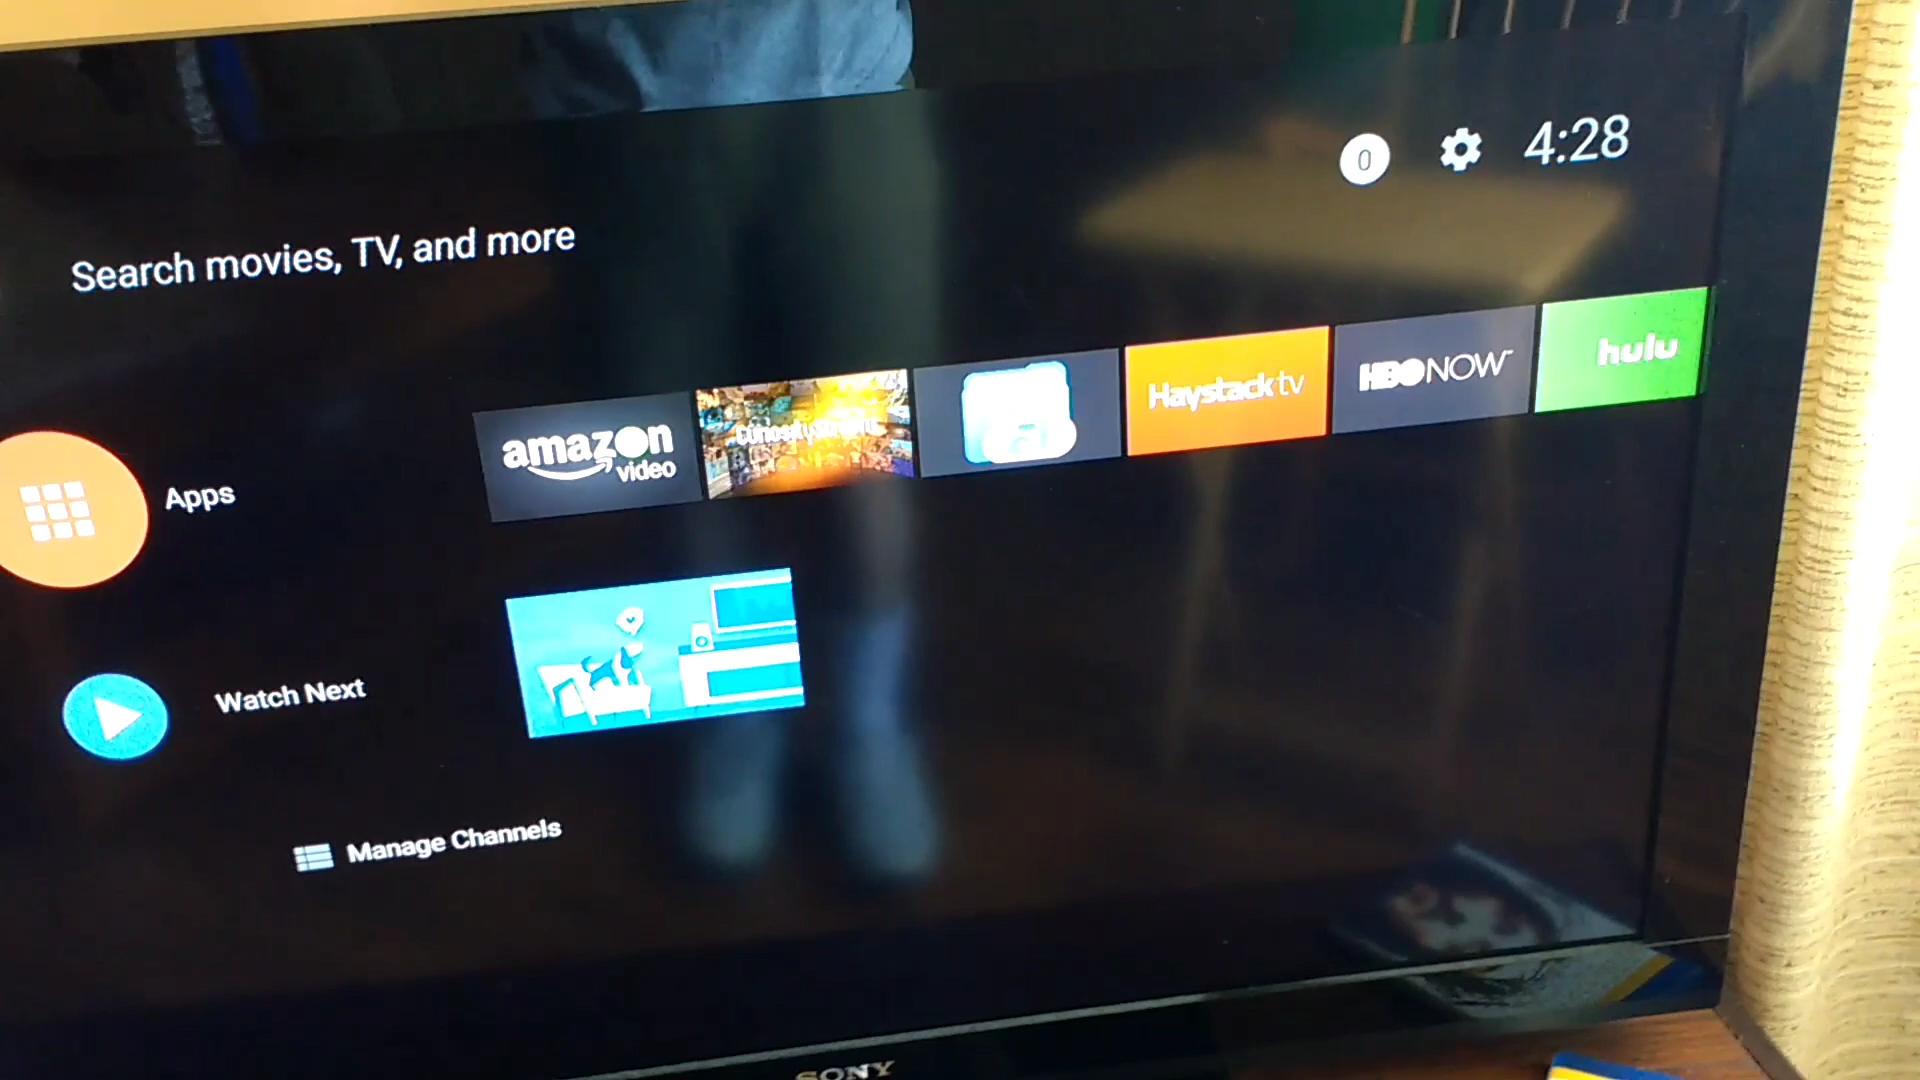 0
4:28
Search movies, TV, and more
Apps
amazon video
CuriosityStream
Haystack tv
HBO NOW
hulu
Watch Next
Manage Channels
SONY